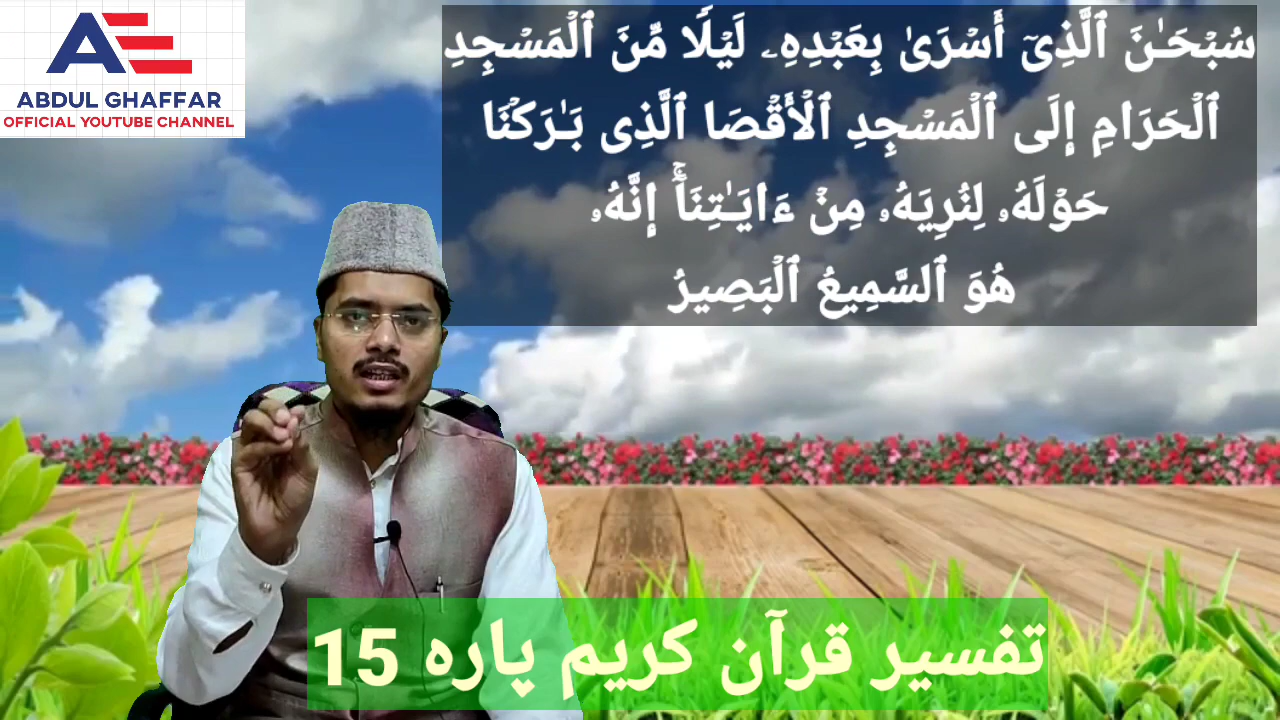 ABDUL GHAFFAR
OFFICIAL YOUTUBE CHANNEL
سُبْحَـٰنَ ٱلَّذِىٓ أَسْرَىٰ بِعَبْدِهِۦ لَيْلًا مِّنَ ٱلْمَسْجِدِ
ٱلْحَرَامِ إِلَى ٱلْمَسْجِدِ ٱلْأَقْصَا ٱلَّذِى بَـٰرَكْنَا
حَوْلَهُۥ لِنُرِيَهُۥ مِنْ ءَايَـٰتِنَآ ۚ إِنَّهُۥ
هُوَ ٱلسَّمِيعُ ٱلْبَصِيرُ
تفسیر قرآن کریم پارہ 15